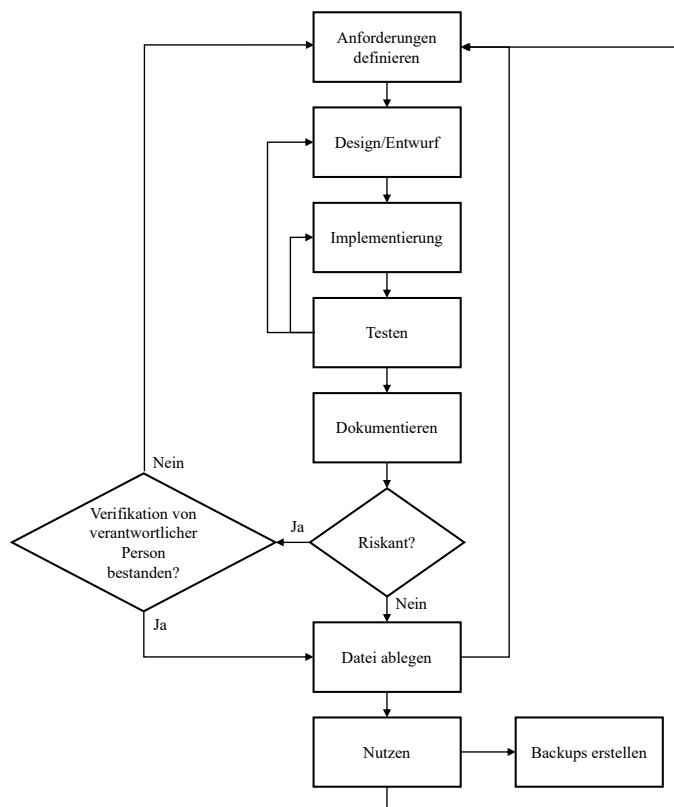 Anforderungen
definieren
Design/Entwurf
Implementierung
Testen
Dokumentieren
Nein
Verifikation von
verantwortlicher
Person
bestanden?
Ja
Riskant?
Nein
Ja
Datei ablegen
Nutzen
Backups erstellen